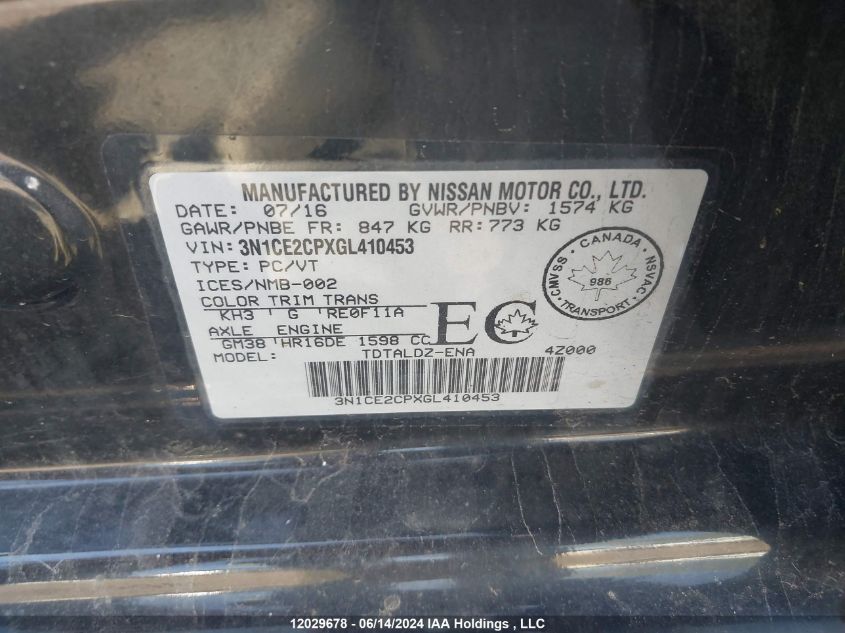 MANUFACTURED BY NISSAN MOTOR CO., LTD.
DATE: 07/16 GVWR/PNBV: 1574 KG
GAWR/PNBE FR: 847 KG RR: 773 KG
VIN: 3N1CE2CPXGL410453
TYPE: PC/VT
ICES/NMB-002
COLOR TRIM TRANS
KH3 ' G ' RE0F11A
AXLE ENGINE
GM38 ' HR16DE 1598 CC
MODEL: TDTALDZ-ENA 4Z000
EC
CANADA
CMVSS NSVAC
986
TRANSPORT
3N1CE2CPXGL410453
12029678 - 06/14/2024 IAA Holdings , LLC